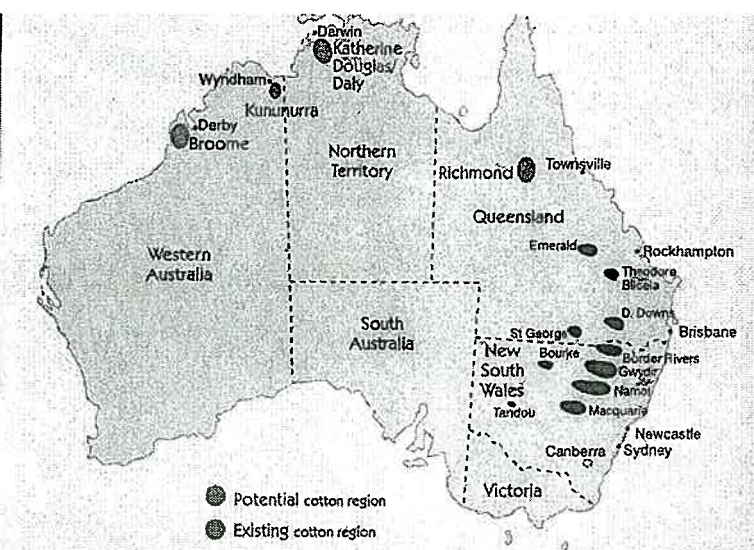 Darwin
Katherine
Douglas
Daly
Wyndham
Kununurra
Derby
Broome
Northern
Territory
Richmond
Townsville
Queensland
Western
Australia
Emerald
Rockhampton
Theodore
Biloela
South
Australia
D. Downs
St George
Brisbane
New
South
Wales
Bourke
Border Rivers
Gwydir
Namoi
Tandou
Macquarie
Newcastle
Sydney
Canberra
Victoria
Potential cotton region
Existing cotton region